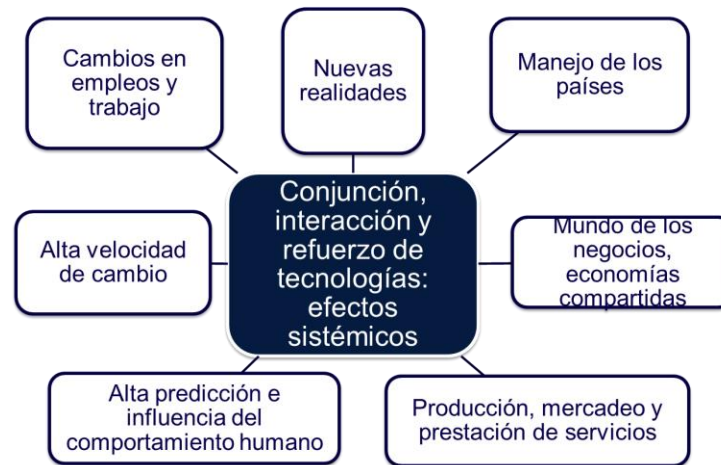 Cambios en
empleos y
trabajo
Nuevas
realidades
Manejo de los
países
Conjunción,
interacción y
refuerzo de
tecnologías:
efectos
sistémicos
Alta velocidad
de cambio
Mundo de los
negocios,
economías
compartidas
Alta predicción e
influencia del
comportamiento humano
Producción, mercadeo y
prestación de servicios